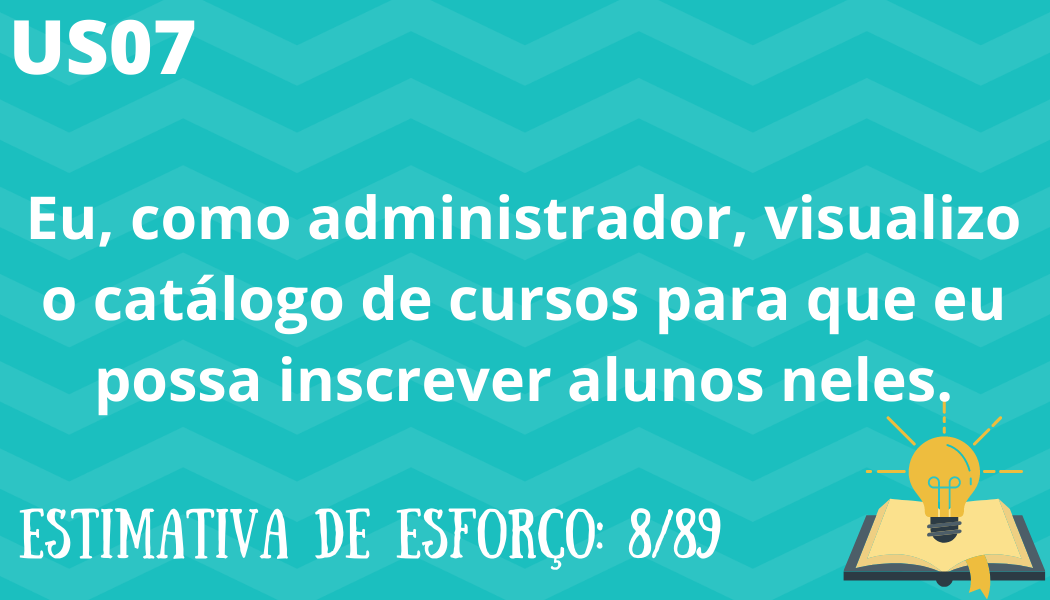 US07
Eu, como administrador, visualizo
o catálogo de cursos para que eu
possa inscrever alunos neles.
ESTIMATIVA DE ESFORÇO: 8/89